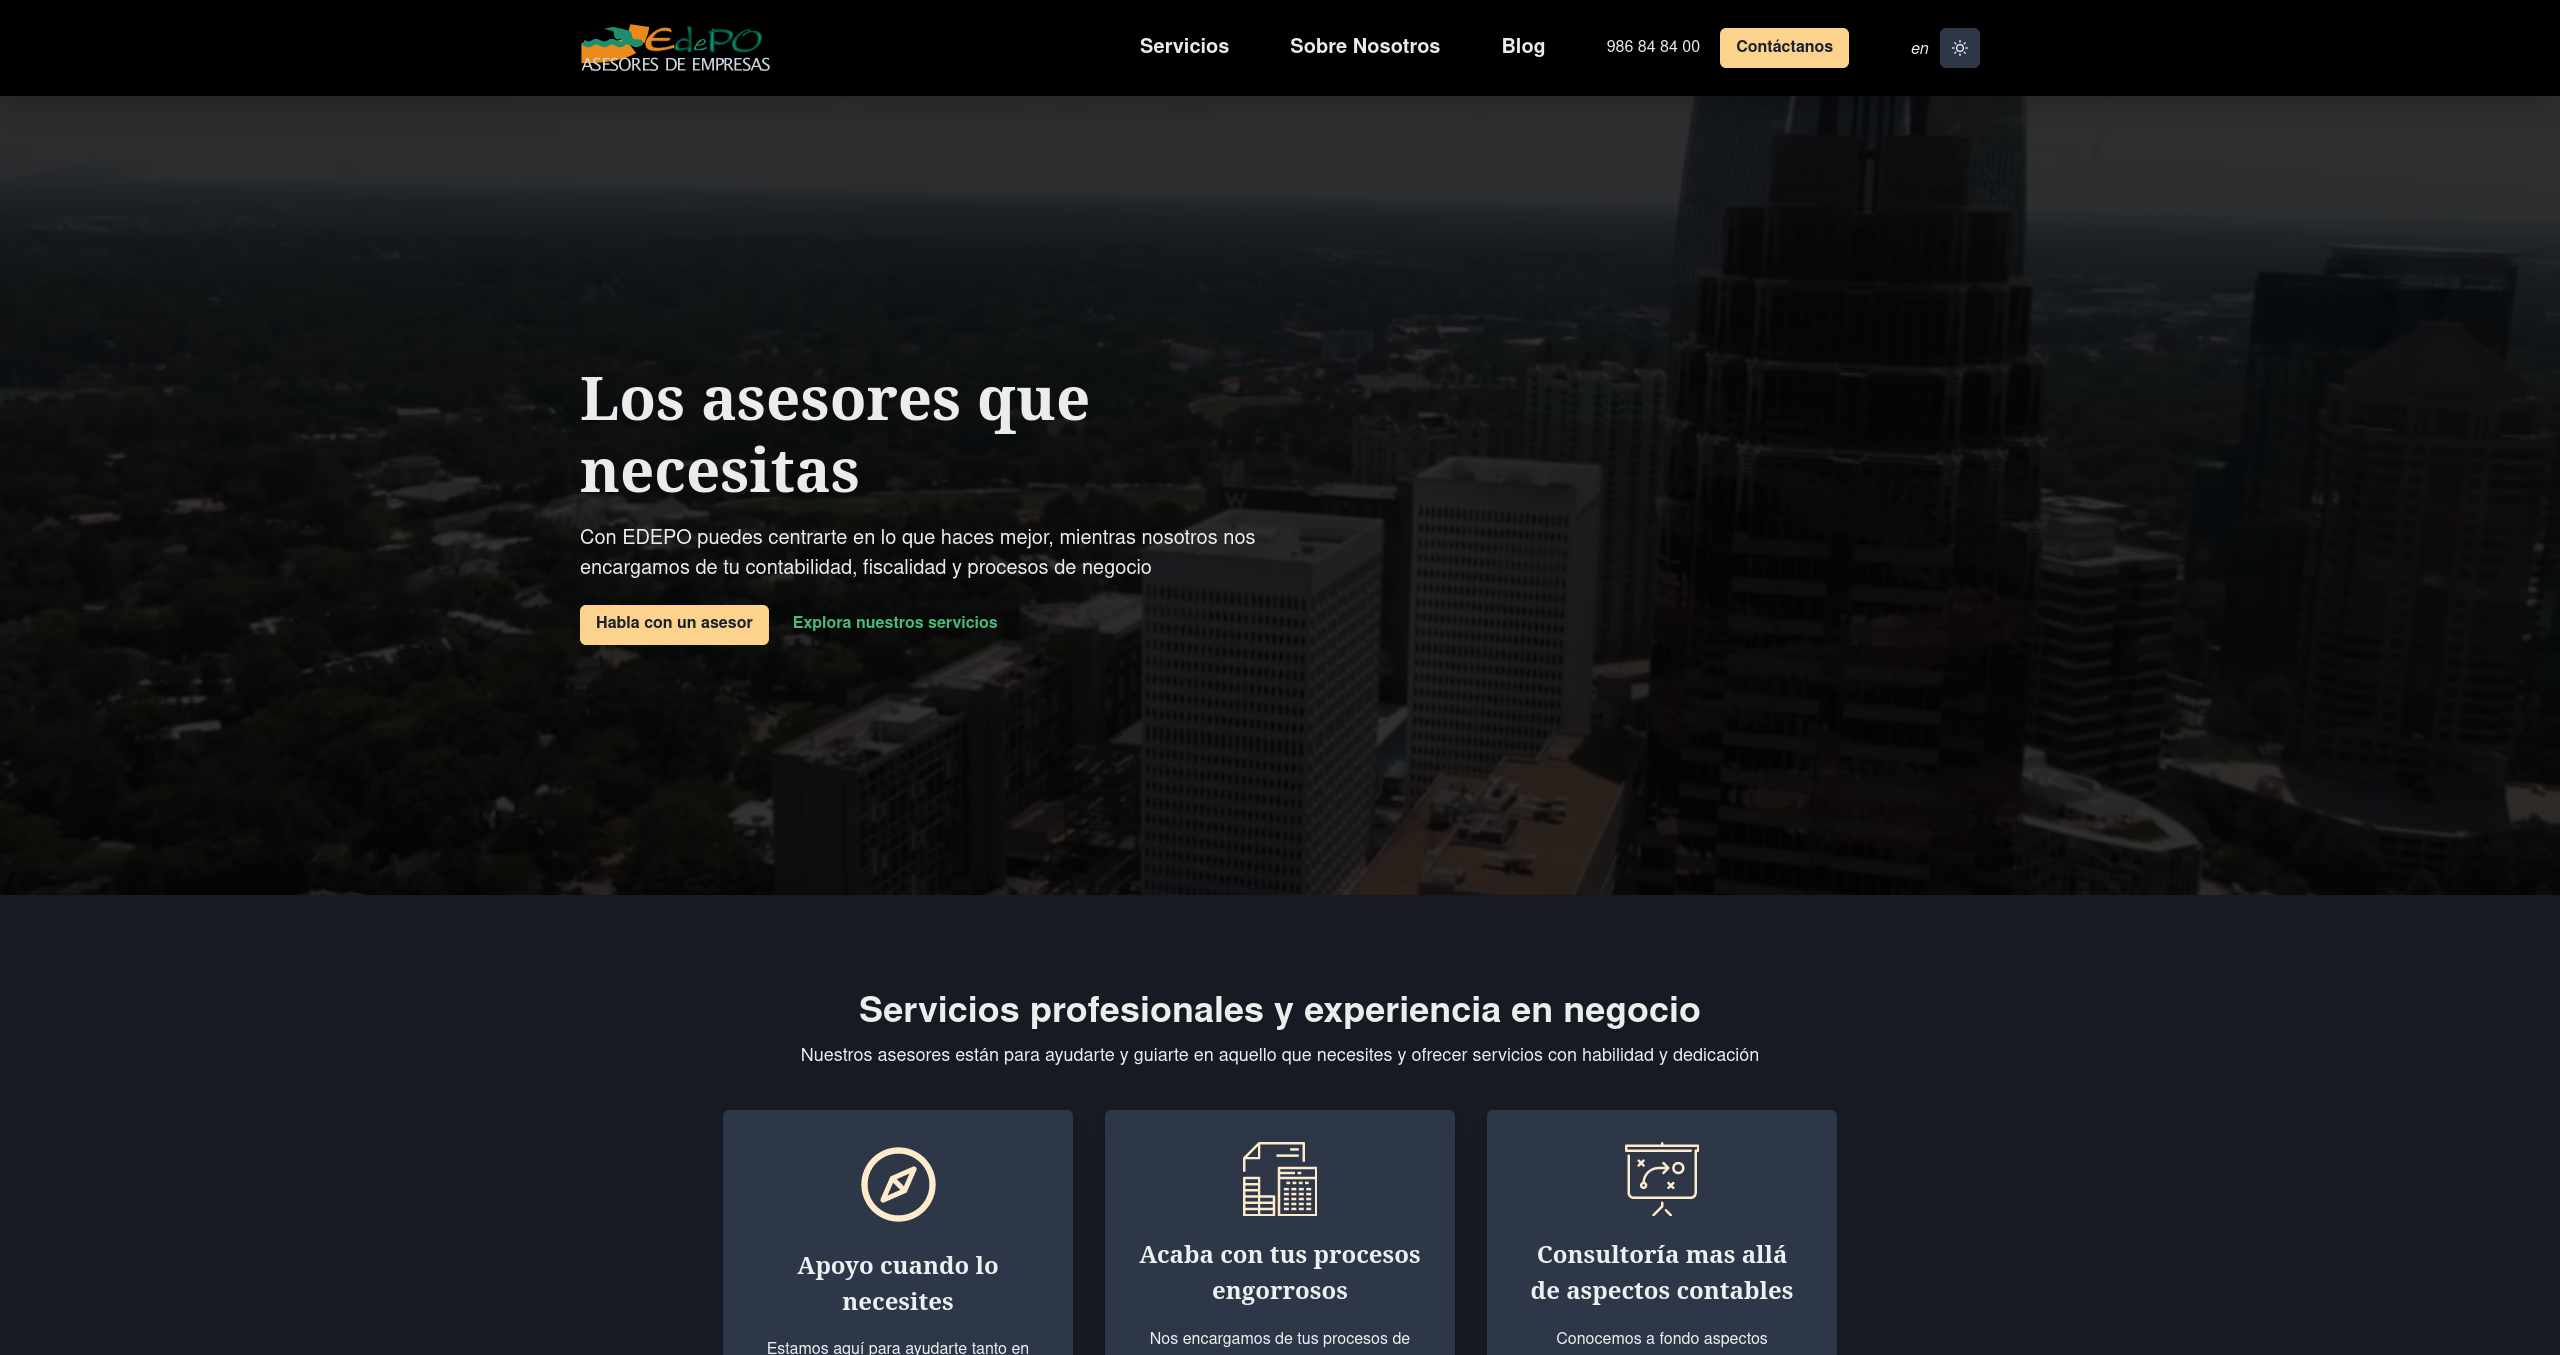 EdePO
ASESORES DE EMPRESAS
Servicios
Sobre Nosotros
Blog
986 84 84 00
Contáctanos
en
Los asesores que
necesitas
Con EDEPO puedes centrarte en lo que haces mejor, mientras nosotros nos
encargamos de tu contabilidad, fiscalidad y procesos de negocio
Habla con un asesor
Explora nuestros servicios
Servicios profesionales y experiencia en negocio
Nuestros asesores están para ayudarte y guiarte en aquello que necesites y ofrecer servicios con habilidad y dedicación
Apoyo cuando lo
necesites
Estamos aquí para ayudarte tanto en
Acaba con tus procesos
engorrosos
Nos encargamos de tus procesos de
Consultoría mas allá
de aspectos contables
Conocemos a fondo aspectos